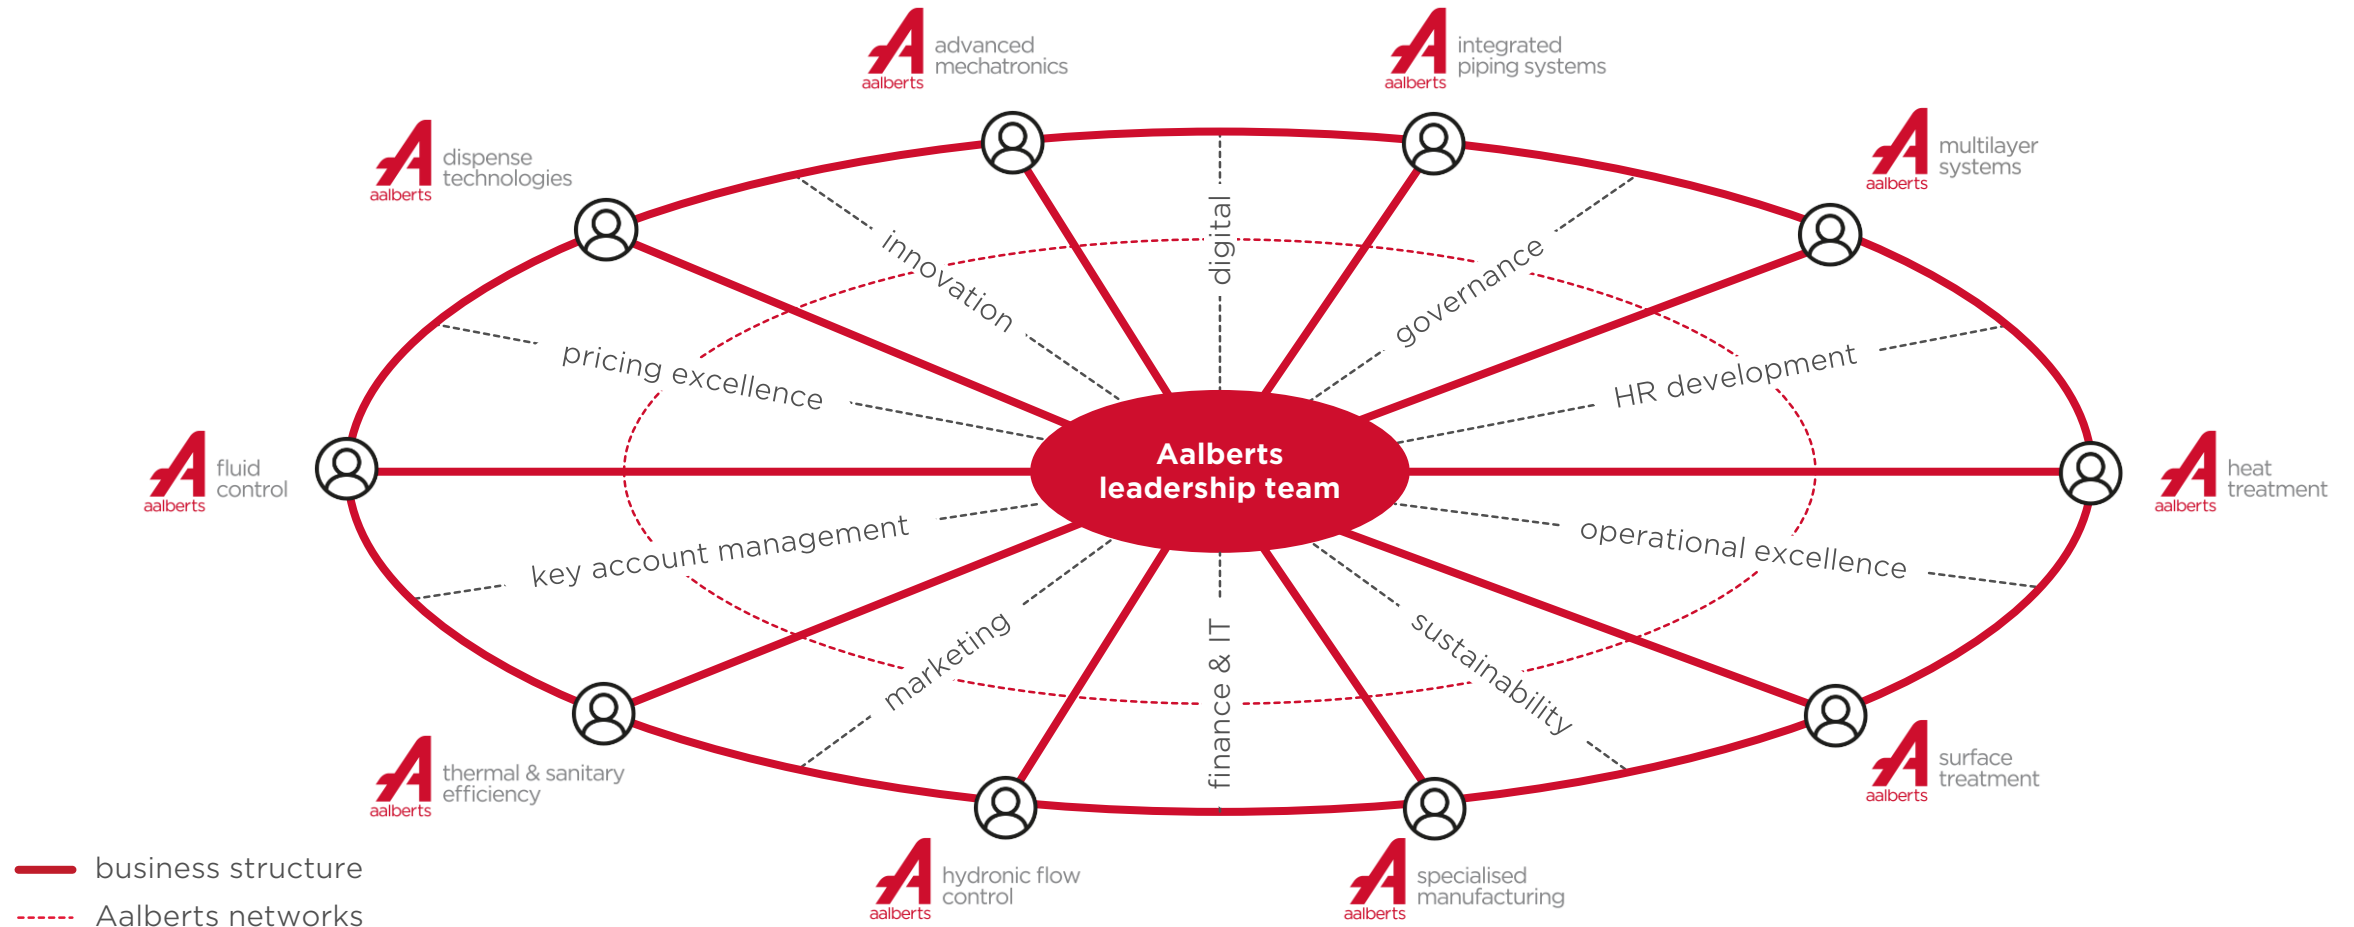 aalberts
advanced
mechatronics
aalberts
integrated
piping systems
aalberts
dispense
technologies
aalberts
multilayer
systems
innovation
digital
governance
pricing excellence
HR development
aalberts
fluid
control
Aalberts
leadership team
aalberts
heat
treatment
key account management
operational excellence
marketing
finance & IT
sustainability
aalberts
thermal & sanitary
efficiency
aalberts
surface
treatment
aalberts
hydronic flow
control
aalberts
specialised
manufacturing
business structure
Aalberts networks